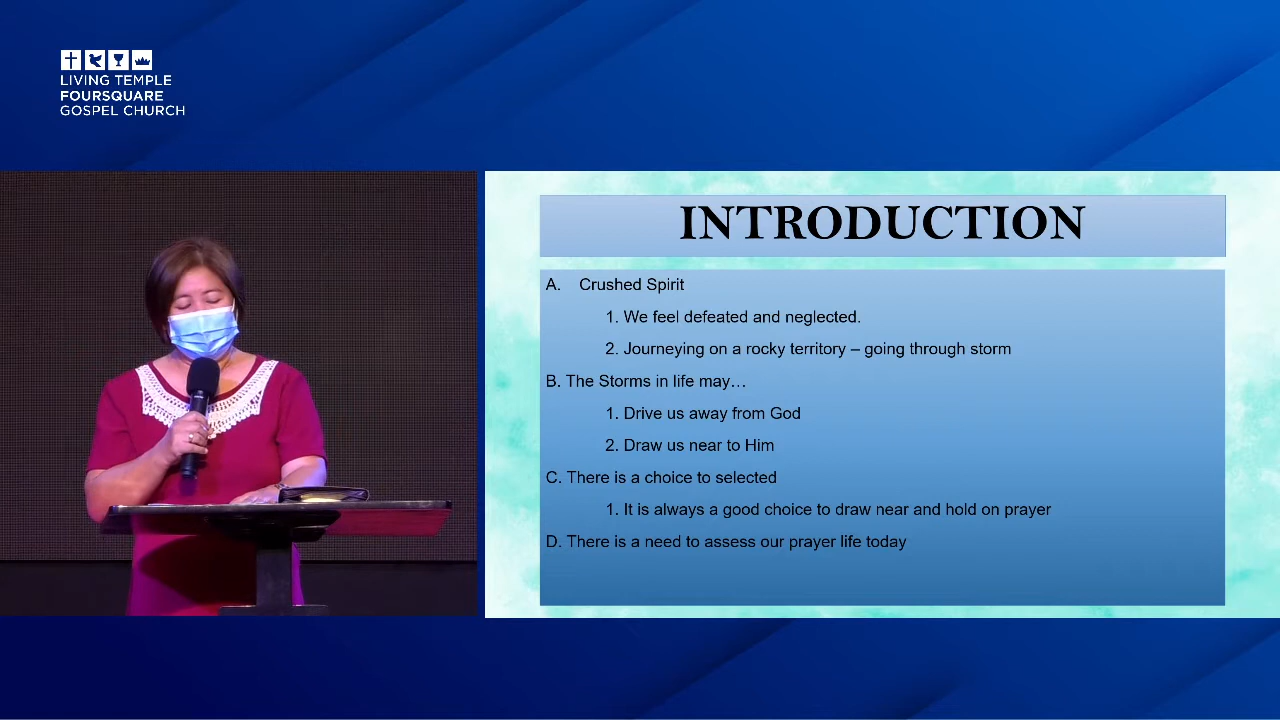 LIVING TEMPLE
FOURSQUARE
GOSPEL CHURCH
INTRODUCTION
A. Crushed Spirit
1. We feel defeated and neglected.
2. Journeying on a rocky territory – going through storm
B. The Storms in life may…
1. Drive us away from God
2. Draw us near to Him
C. There is a choice to selected
1. It is always a good choice to draw near and hold on prayer
D. There is a need to assess our prayer life today